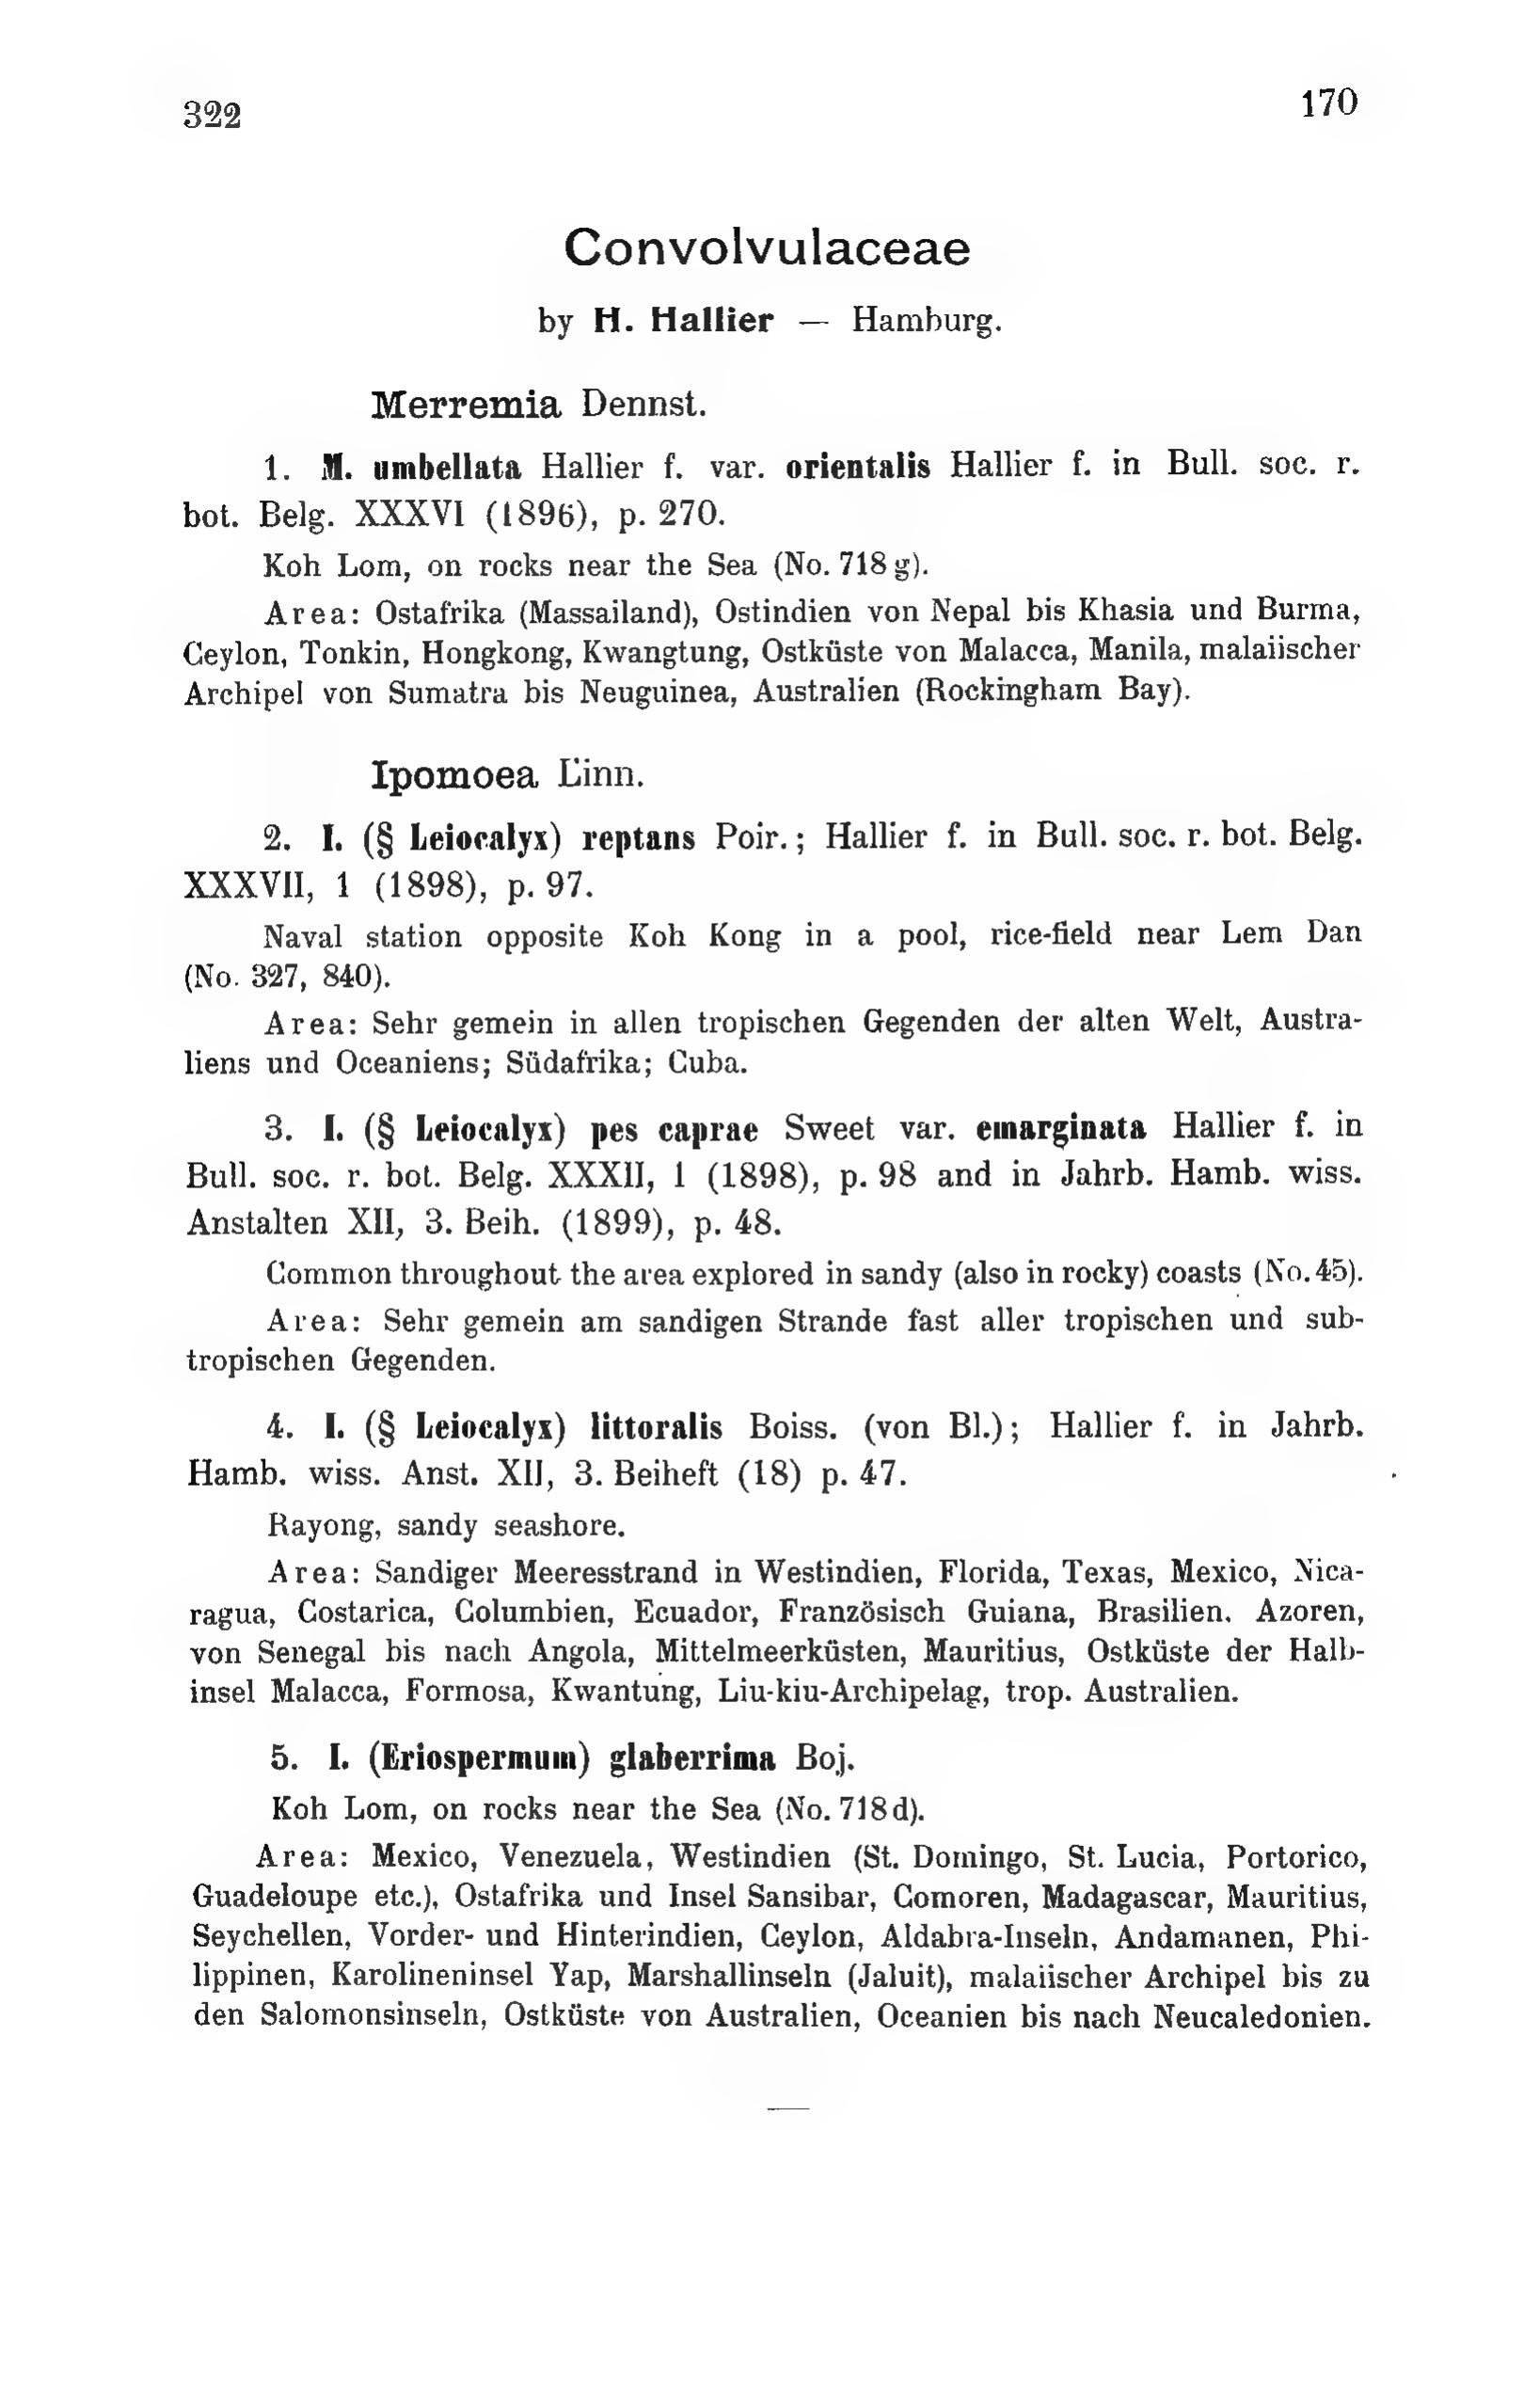 322
170
Convolvulaceae
by H. Hallier — Hamburg.
Merremia Dennst.
1. M. umbellata Hallier f. var. orientalis Hallier f. in Bull. soc. r.
bot. Belg. XXXVI (1896), p. 270.
Koh Lom, on rocks near the Sea (No. 718 g).
Area: Ostafrika (Massailand), Ostindien von Nepal bis Khasia und Burma,
Ceylon, Tonkin, Hongkong, Kwangtung, Ostküste von Malacca, Manila, malaiischer
Archipel von Sumatra bis Neuguinea, Australien (Rockingham Bay).
Ipomoea Linn.
2. I. (§ Leiocalyx) reptans Poir.; Hallier f. in Bull. soc. r. bot. Belg.
XXXVII, 1 (1898), p. 97.
Naval station opposite Koh Kong in a pool, rice-field near Lem Dan
(No. 327, 840).
Area: Sehr gemein in allen tropischen Gegenden der alten Welt, Austra-
liens und Oceaniens; Südafrika; Cuba.
3. I. (§ Leiocalyx) pes caprae Sweet var. emarginata Hallier f. in
Bull. soc. r. bot. Belg. XXXII, 1 (1898), p. 98 and in Jahrb. Hamb. wiss.
Anstalten XII, 3. Beih. (1899), p. 48.
Common throughout the area explored in sandy (also in rocky) coasts (No. 45).
Area: Sehr gemein am sandigen Strande fast aller tropischen und sub-
tropischen Gegenden.
4. I. (§ Leiocalyx) littoralis Boiss. (von Bl.); Hallier f. in Jahrb.
Hamb. wiss. Anst. XII, 3. Beiheft (18) p. 47.
Rayong, sandy seashore.
Area: Sandiger Meeresstrand in Westindien, Florida, Texas, Mexico, Nica-
ragua, Costarica, Columbien, Ecuador, Französisch Guiana, Brasilien. Azoren,
von Senegal bis nach Angola, Mittelmeerküsten, Mauritius, Ostküste der Halb-
insel Malacca, Formosa, Kwantung, Liu-kiu-Archipelag, trop. Australien.
5. I. (Eriospermum) glaberrima Boj.
Koh Lom, on rocks near the Sea (No. 718d).
Area: Mexico, Venezuela, Westindien (St. Domingo, St. Lucia, Portorico,
Guadeloupe etc.), Ostafrika und Insel Sansibar, Comoren, Madagascar, Mauritius,
Seychellen, Vorder- und Hinterindien, Ceylon, Aldabra-Inseln, Andamanen, Phi-
lippinen, Karolineninsel Yap, Marshallinseln (Jaluit), malaiischer Archipel bis zu
den Salomonsinseln, Ostküste von Australien, Oceanien bis nach Neucaledonien.